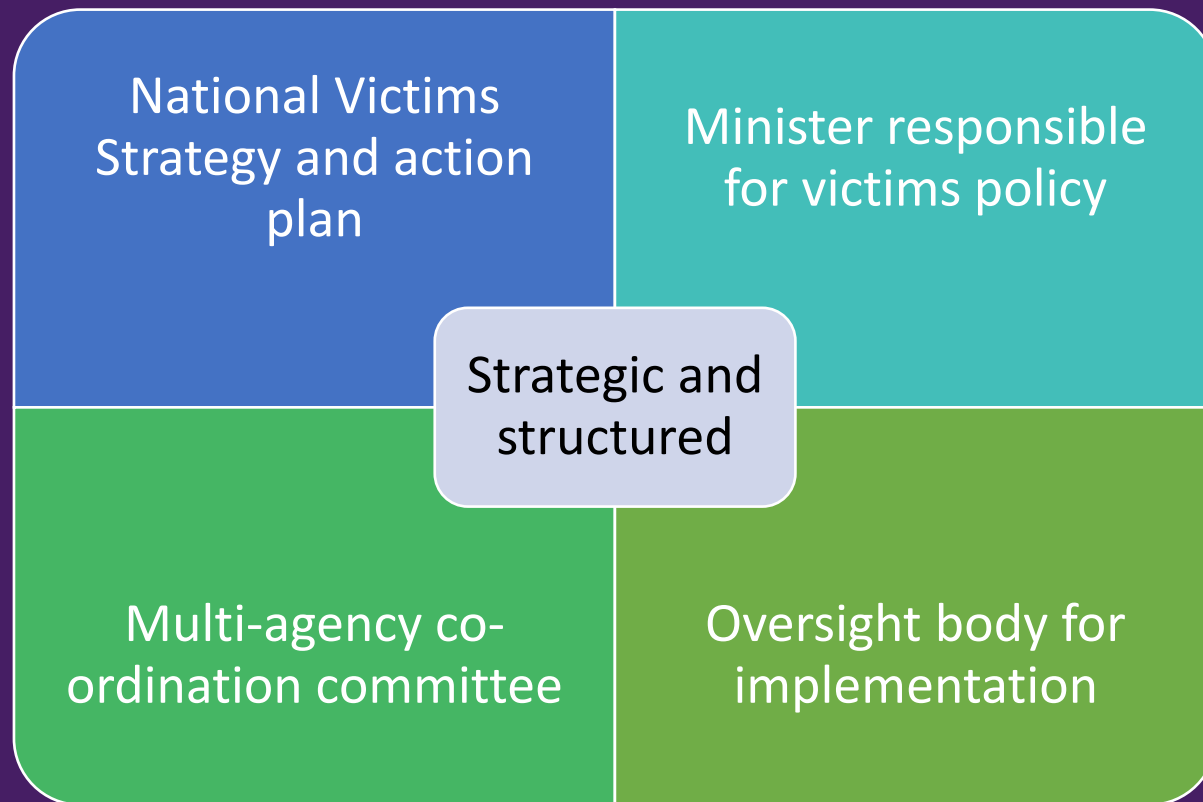 National Victims
Strategy and action
plan
Minister responsible
for victims policy
Strategic and
structured
Multi-agency co-
ordination committee
Oversight body for
implementation